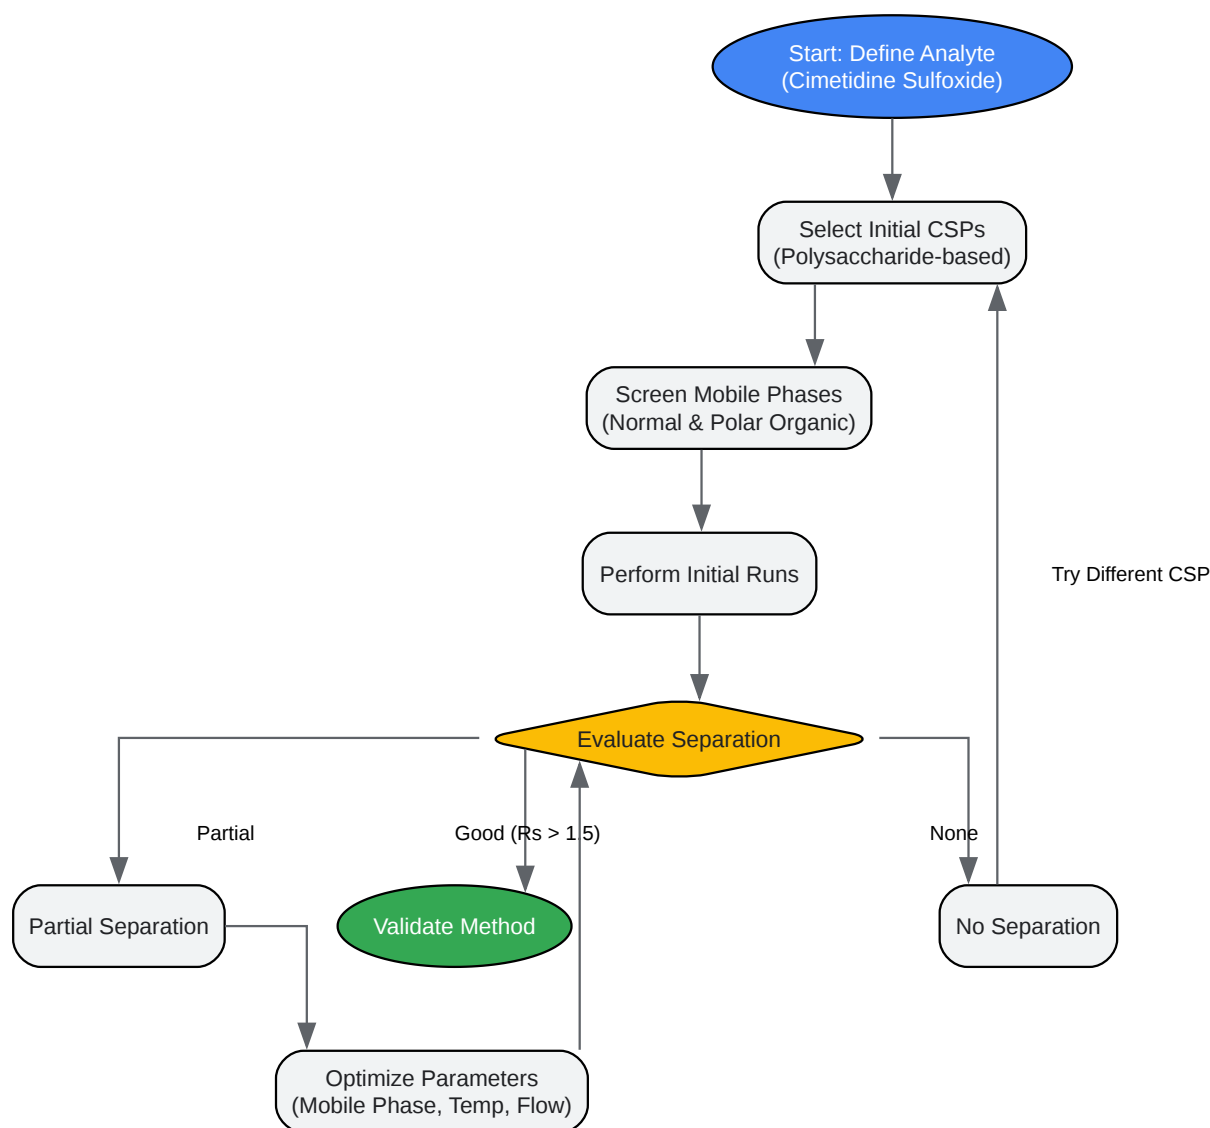 Start: Define Analyte
(Cimetidine Sulfoxide)
Select Initial CSPs
(Polysaccharide-based)
Screen Mobile Phases
(Normal & Polar Organic)
Perform Initial Runs
Try Different CSP
Evaluate Separation
Partial
Good (Rs > 1.5)
None
Partial Separation
Validate Method
No Separation
Optimize Parameters
(Mobile Phase, Temp, Flow)